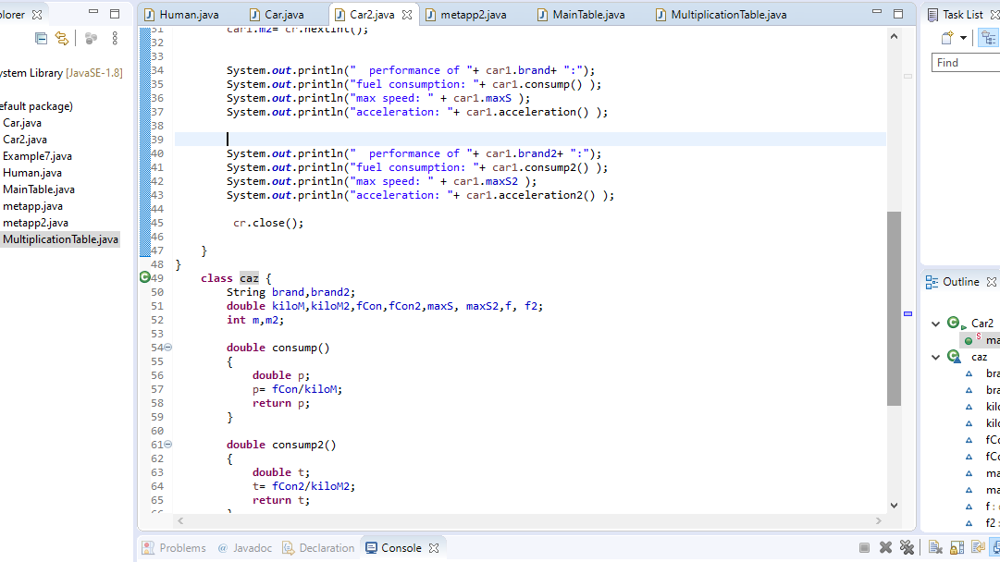 plorer
Human.java
Car.java
Car2.java
metapp2.java
MainTable.java
MultiplicationTable.java
Task List
Find
ystem Library [JavaSE-1.8]
efault package)
Car.java
Car2.java
Example7.java
Human.java
MainTable.java
metapp.java
metapp2.java
MultiplicationTable.java
31 car1.m2= cr.nextInt();
32
33
34 System.out.println("  performance of "+ car1.brand+ ":");
35 System.out.println("fuel consumption: "+ car1.consump() );
36 System.out.println("max speed: " + car1.maxS );
37 System.out.println("acceleration: "+ car1.acceleration() );
38
39
40 System.out.println("  performance of "+ car1.brand2+ ":");
41 System.out.println("fuel consumption: "+ car1.consump2() );
42 System.out.println("max speed: " + car1.maxS2 );
43 System.out.println("acceleration: "+ car1.acceleration2() );
44
45 cr.close();
46
47 }
48 }
49 class caz {
50 String brand,brand2;
51 double kiloM,kiloM2,fCon,fCon2,maxS, maxS2,f, f2;
52 int m,m2;
53
54 double consump()
55 {
56 double p;
57 p= fCon/kiloM;
58 return p;
59 }
60
61 double consump2()
62 {
63 double t;
64 t= fCon2/kiloM2;
65 return t;
66 }
Outline
Car2
S ma
caz
bra
bra
kilo
kilo
fCo
fCo
ma
ma
f :
f2 :
Problems
@ Javadoc
Declaration
Console